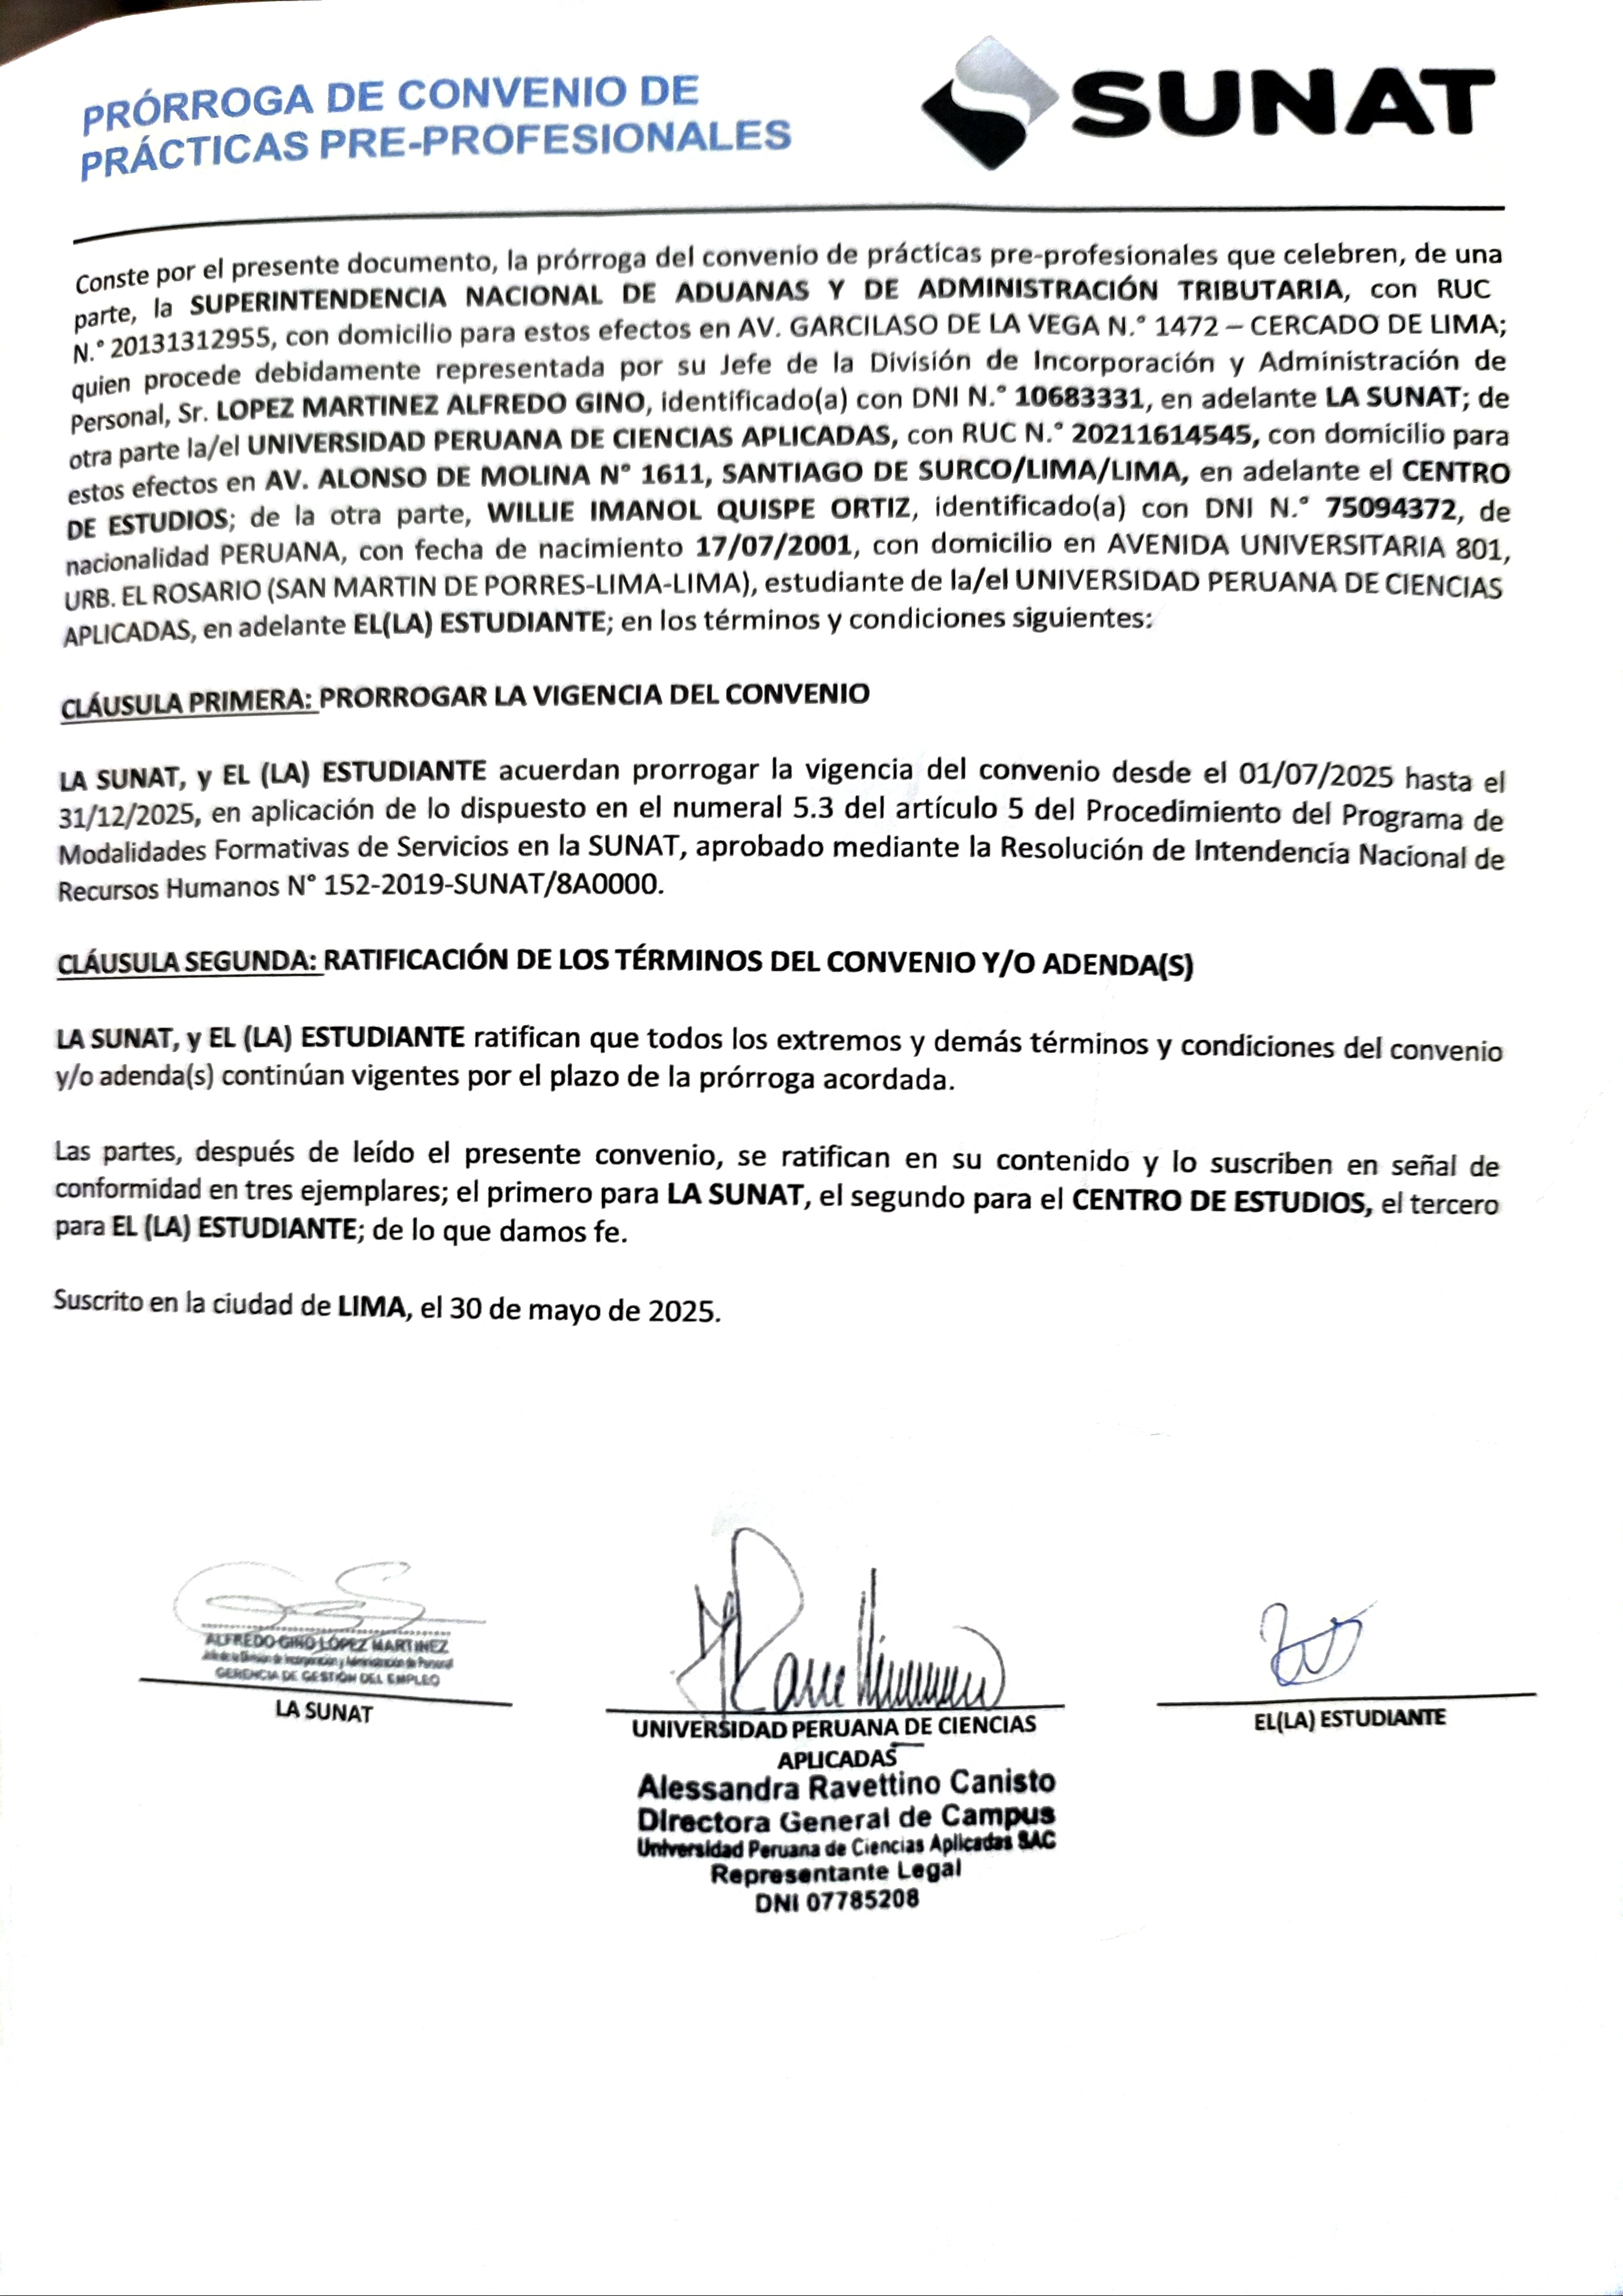 PRÓRROGA DE CONVENIO DE
PRÁCTICAS PRE-PROFESIONALES
SUNAT
Conste por el presente documento, la prórroga del convenio de prácticas pre-profesionales que celebren, de una
parte, la SUPERINTENDENCIA NACIONAL DE ADUANAS Y DE ADMINISTRACIÓN TRIBUTARIA, con RUC
N.° 20131312955, con domicilio para estos efectos en AV. GARCILASO DE LA VEGA N.° 1472 – CERCADO DE LIMA;
quien procede debidamente representada por su Jefe de la División de Incorporación y Administración de
Personal, Sr. LOPEZ MARTINEZ ALFREDO GINO, identificado(a) con DNI N.° 10683331, en adelante LA SUNAT; de
otra parte la/el UNIVERSIDAD PERUANA DE CIENCIAS APLICADAS, con RUC N.° 20211614545, con domicilio para
estos efectos en AV. ALONSO DE MOLINA N° 1611, SANTIAGO DE SURCO/LIMA/LIMA, en adelante el CENTRO
DE ESTUDIOS; de la otra parte, WILLIE IMANOL QUISPE ORTIZ, identificado(a) con DNI N.° 75094372, de
nacionalidad PERUANA, con fecha de nacimiento 17/07/2001, con domicilio en AVENIDA UNIVERSITARIA 801,
URB. EL ROSARIO (SAN MARTIN DE PORRES-LIMA-LIMA), estudiante de la/el UNIVERSIDAD PERUANA DE CIENCIAS
APLICADAS, en adelante EL(LA) ESTUDIANTE; en los términos y condiciones siguientes:
CLÁUSULA PRIMERA: PRORROGAR LA VIGENCIA DEL CONVENIO
LA SUNAT, y EL (LA) ESTUDIANTE acuerdan prorrogar la vigencia del convenio desde el 01/07/2025 hasta el
31/12/2025, en aplicación de lo dispuesto en el numeral 5.3 del artículo 5 del Procedimiento del Programa de
Modalidades Formativas de Servicios en la SUNAT, aprobado mediante la Resolución de Intendencia Nacional de
Recursos Humanos N° 152-2019-SUNAT/8A0000.
CLÁUSULA SEGUNDA: RATIFICACIÓN DE LOS TÉRMINOS DEL CONVENIO Y/O ADENDA(S)
LA SUNAT, y EL (LA) ESTUDIANTE ratifican que todos los extremos y demás términos y condiciones del convenio
y/o adenda(s) continúan vigentes por el plazo de la prórroga acordada.
Las partes, después de leído el presente convenio, se ratifican en su contenido y lo suscriben en señal de
conformidad en tres ejemplares; el primero para LA SUNAT, el segundo para el CENTRO DE ESTUDIOS, el tercero
para EL (LA) ESTUDIANTE; de lo que damos fe.
Suscrito en la ciudad de LIMA, el 30 de mayo de 2025.
ALFREDO GINO LÓPEZ MARTINEZ
Jefe de la División de Incorporación y Administración de Personal
GERENCIA DE GESTIÓN DEL EMPLEO
LA SUNAT
UNIVERSIDAD PERUANA DE CIENCIAS
APLICADAS
Alessandra Ravettino Canisto
Directora General de Campus
Universidad Peruana de Ciencias Aplicadas SAC
Representante Legal
DNI 07785208
EL(LA) ESTUDIANTE